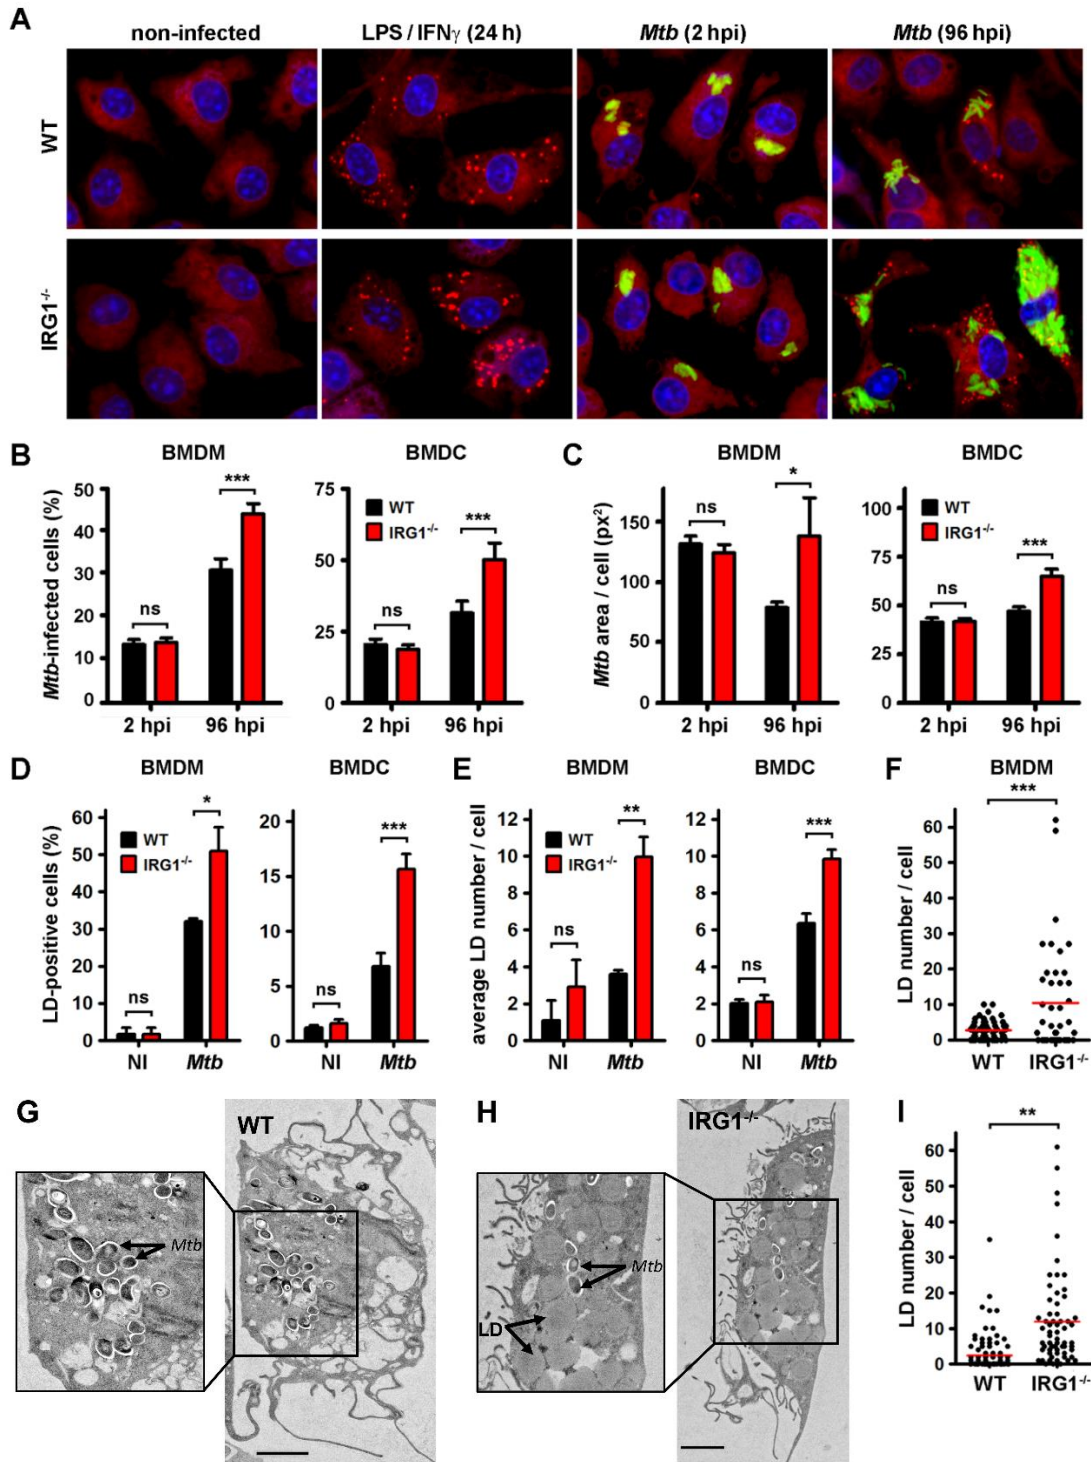 A
non-infected LPS / IFNγ (24 h) Mtb (2 hpi) Mtb (96 hpi)
WT
IRG1-/-
B BMDM BMDC C BMDM BMDC
Mtb-infected cells (%)
50
40
30
20
10
0
ns
***
2 hpi 96 hpi
75
50
25
0
WT
IRG1-/-
ns
***
2 hpi 96 hpi
Mtb area / cell (px²)
150
100
50
0
ns
*
2 hpi 96 hpi
100
75
50
25
0
WT
IRG1-/-
ns
***
2 hpi 96 hpi
D BMDM BMDC E BMDM BMDC F BMDM
LD-positive cells (%)
60
50
40
30
20
10
0
WT
IRG1-/-
ns
*
NI Mtb
20
15
10
5
0
ns
***
NI Mtb
average LD number / cell
12
10
8
6
4
2
0
WT
IRG1-/-
ns
**
NI Mtb
12
10
8
6
4
2
0
ns
***
NI Mtb
LD number / cell
60
50
40
30
20
10
0
***
WT IRG1-/-
G WT
Mtb
H IRG1-/-
Mtb
LD
I
LD number / cell
60
50
40
30
20
10
0
**
WT IRG1-/-